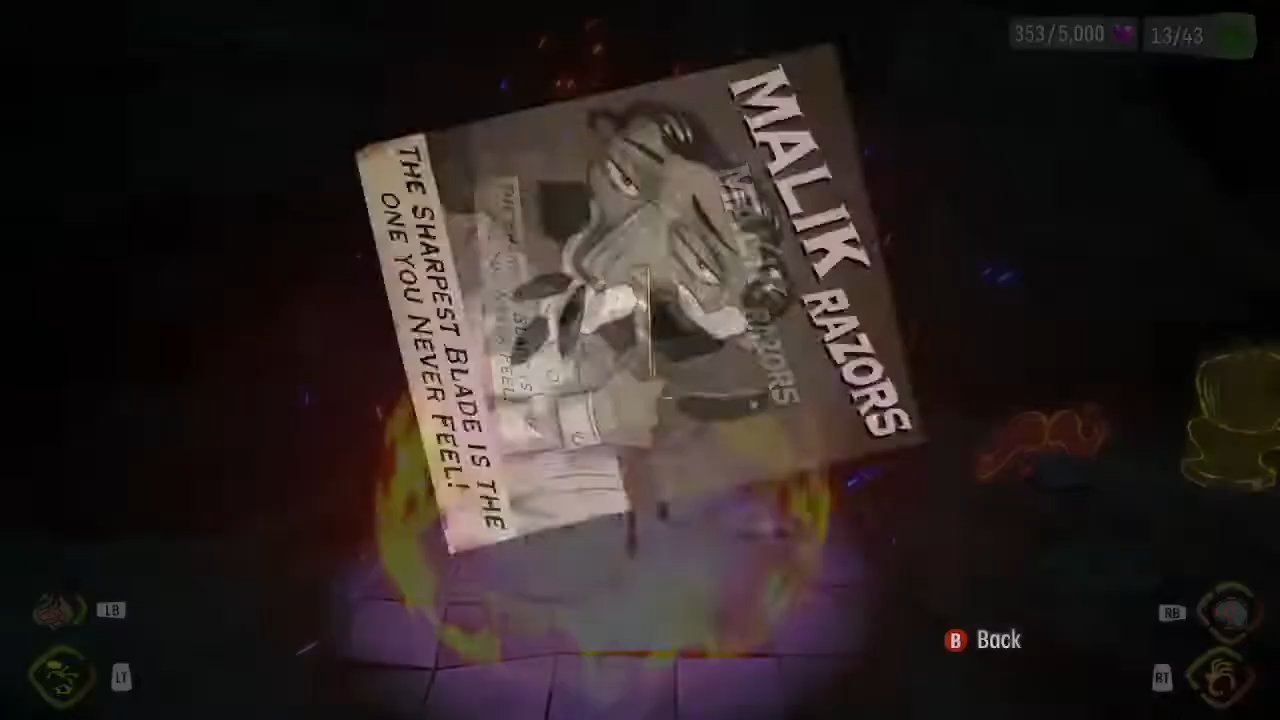 353/5,000
13/43
MALIK RAZORS
THE SHARPEST BLADE IS THE
ONE YOU NEVER FEEL!
LB
LT
RB
RT
B Back